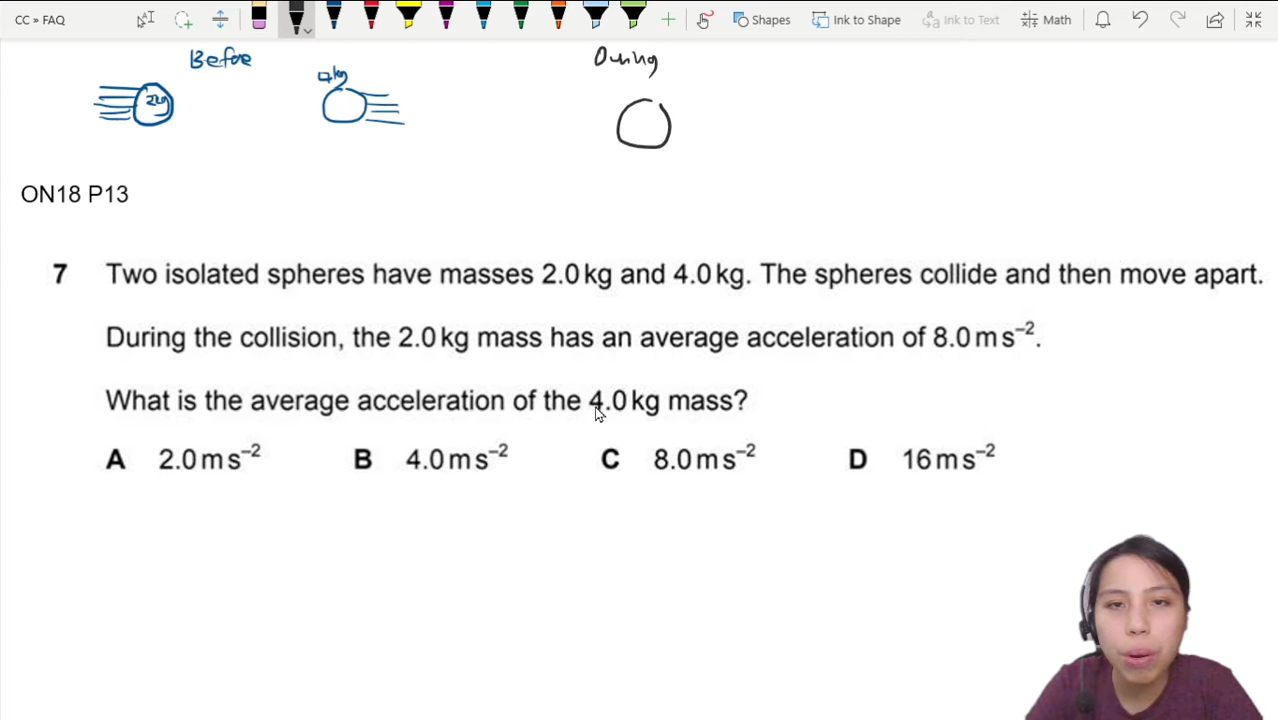 CC » FAQ
Shapes
Ink to Shape
Ink to Text
Math
Before
During
2kg
4kg
ON18 P13
7 Two isolated spheres have masses 2.0 kg and 4.0 kg. The spheres collide and then move apart.
During the collision, the 2.0 kg mass has an average acceleration of 8.0 m s⁻².
What is the average acceleration of the 4.0 kg mass?
A 2.0 m s⁻² B 4.0 m s⁻² C 8.0 m s⁻² D 16 m s⁻²